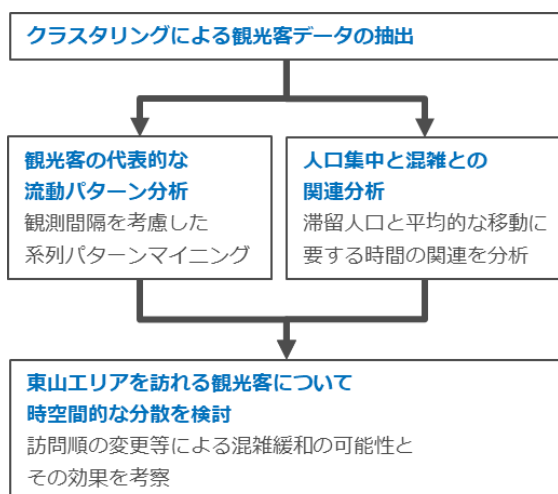 クラスタリングによる観光客データの抽出
観光客の代表的な
流動パターン分析
観測間隔を考慮した
系列パターンマイニング
人口集中と混雑との
関連分析
滞留人口と平均的な移動に
要する時間の関連を分析
東山エリアを訪れる観光客について
時空間的な分散を検討
訪問順の変更等による混雑緩和の可能性と
その効果を考察